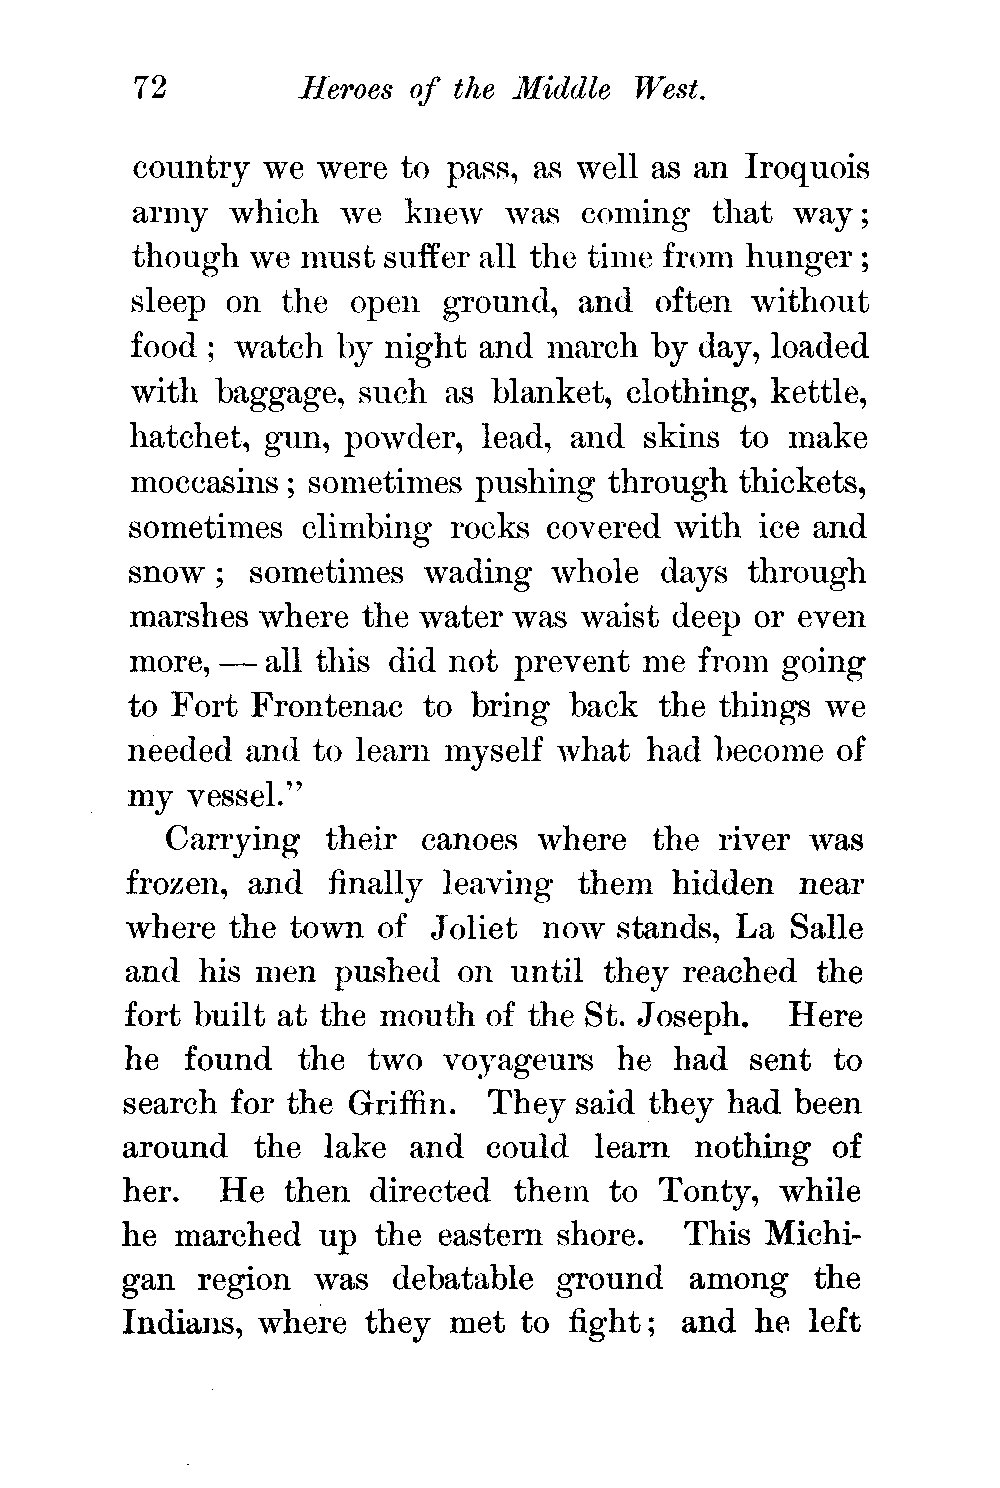 72 Heroes of the Middle West.
country we were to pass, as well as an Iroquois
army which we knew was coming that way;
though we must suffer all the time from hunger;
sleep on the open ground, and often without
food ; watch by night and march by day, loaded
with baggage, such as blanket, clothing, kettle,
hatchet, gun, powder, lead, and skins to make
moccasins ; sometimes pushing through thickets,
sometimes climbing rocks covered with ice and
snow ; sometimes wading whole days through
marshes where the water was waist deep or even
more, — all this did not prevent me from going
to Fort Frontenac to bring back the things we
needed and to learn myself what had become of
my vessel."
Carrying their canoes where the river was
frozen, and finally leaving them hidden near
where the town of Joliet now stands, La Salle
and his men pushed on until they reached the
fort built at the mouth of the St. Joseph. Here
he found the two voyageurs he had sent to
search for the Griffin. They said they had been
around the lake and could learn nothing of
her. He then directed them to Tonty, while
he marched up the eastern shore. This Michi-
gan region was debatable ground among the
Indians, where they met to fight; and he left